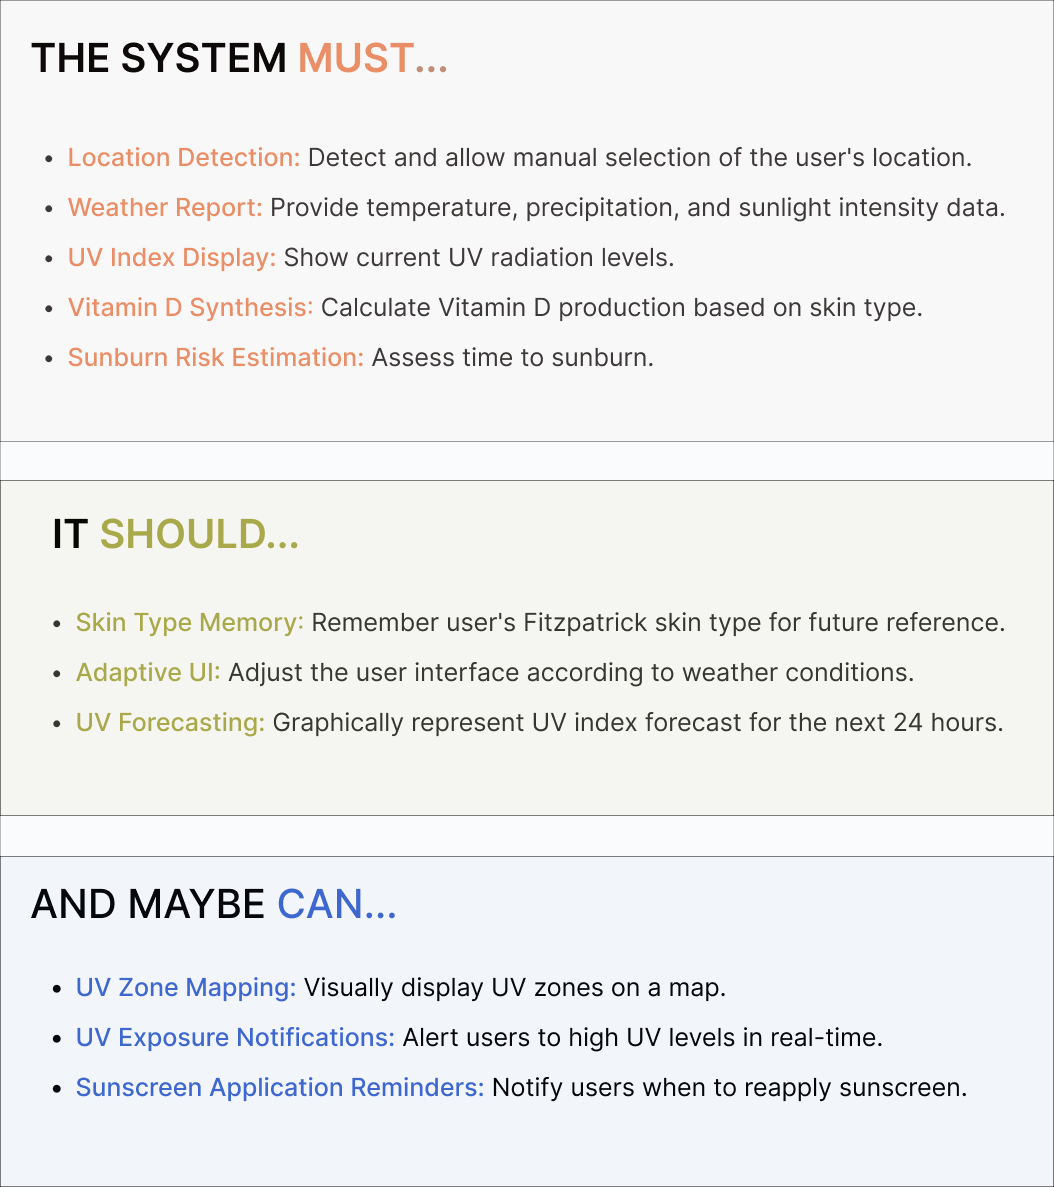 THE SYSTEM MUST...
• Location Detection: Detect and allow manual selection of the user's location.
• Weather Report: Provide temperature, precipitation, and sunlight intensity data.
• UV Index Display: Show current UV radiation levels.
• Vitamin D Synthesis: Calculate Vitamin D production based on skin type.
• Sunburn Risk Estimation: Assess time to sunburn.
IT SHOULD...
• Skin Type Memory: Remember user's Fitzpatrick skin type for future reference.
• Adaptive UI: Adjust the user interface according to weather conditions.
• UV Forecasting: Graphically represent UV index forecast for the next 24 hours.
AND MAYBE CAN...
• UV Zone Mapping: Visually display UV zones on a map.
• UV Exposure Notifications: Alert users to high UV levels in real-time.
• Sunscreen Application Reminders: Notify users when to reapply sunscreen.